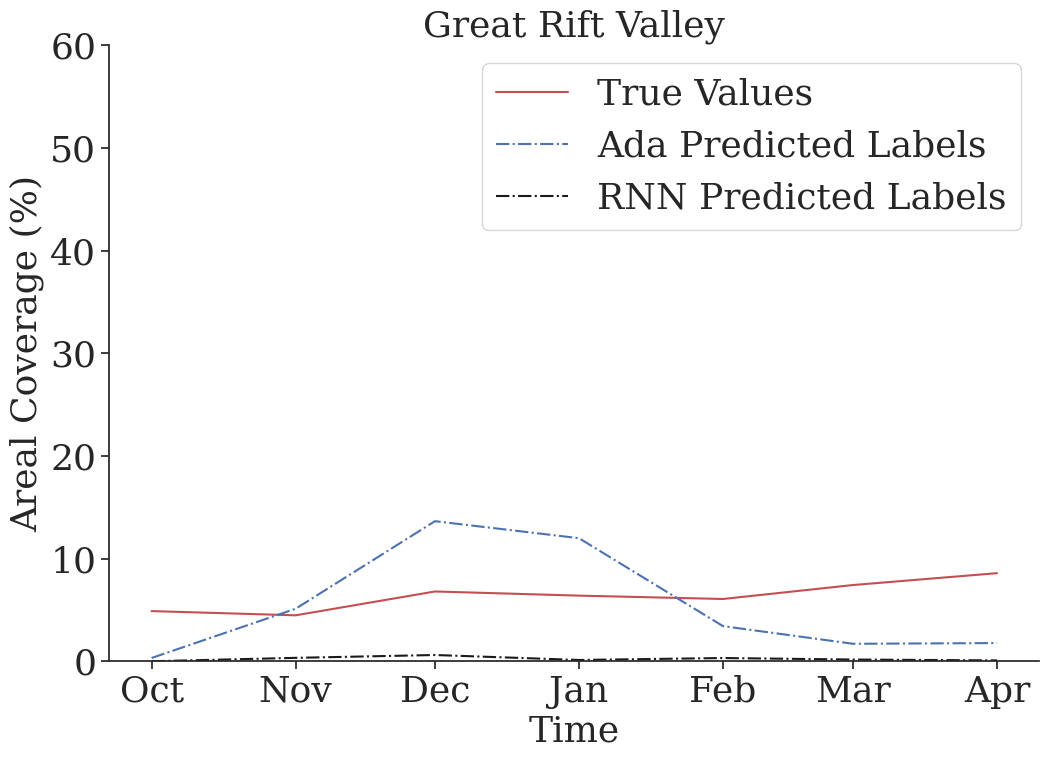 Great Rift Valley
60
50
40
30
20
10
0
Areal Coverage (%)
True Values
Ada Predicted Labels
RNN Predicted Labels
Oct Nov Dec Jan Feb Mar Apr
Time